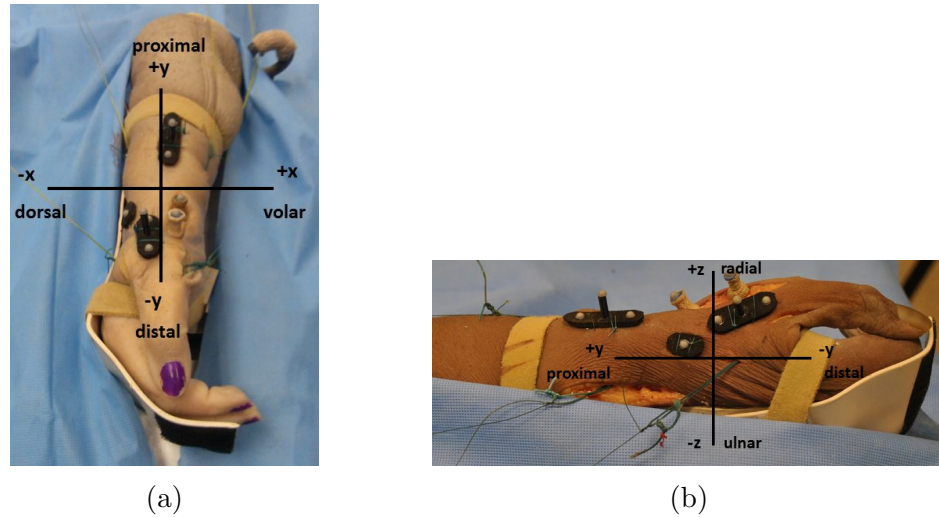 proximal
+y
-x
+x
dorsal
volar
-y
distal
+z radial
+y
-y
proximal
distal
-z ulnar
(a)
(b)